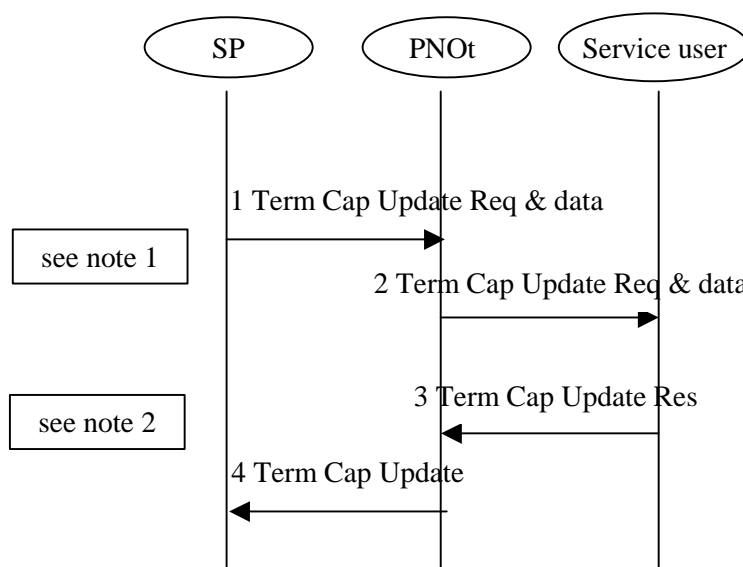 SP
PNOt
Service user
1 Term Cap Update Req & data
see note 1
2 Term Cap Update Req & data
3 Term Cap Update Res
see note 2
4 Term Cap Update